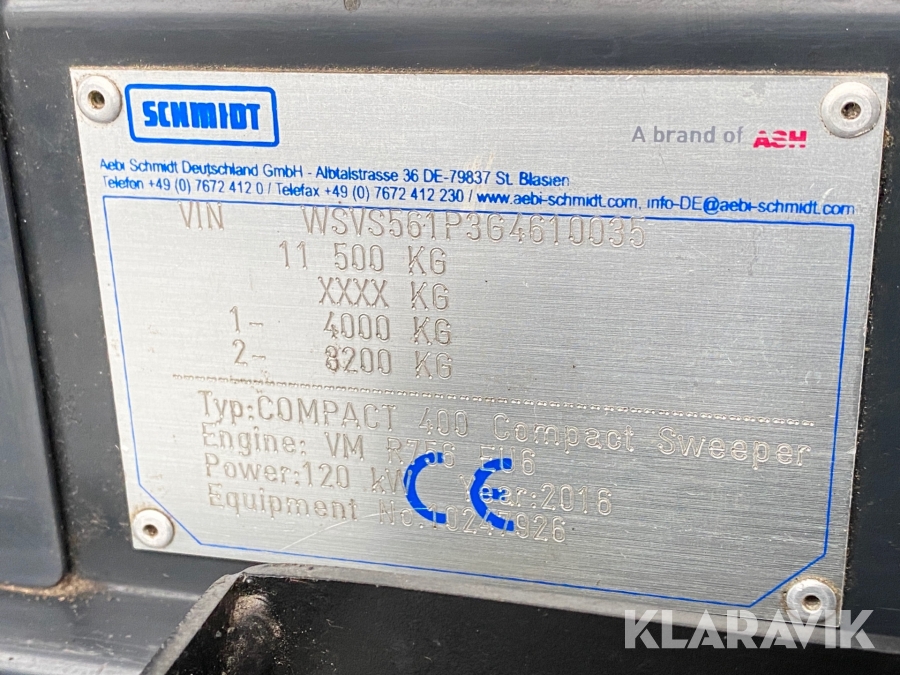 SCHMIDT
A brand of ASH
Aebi Schmidt Deutschland GmbH - Albtalstrasse 36 DE-79837 St. Blasien
Telefon +49 (0) 7672 412 0 / Telefax +49 (0) 7672 412 230 / www.aebi-schmidt.com, info-DE@aebi-schmidt.com
VIN WSVS561P3G4610035
11 500 KG
XXXX KG
1- 4000 KG
2- 8200 KG
Typ:COMPACT 400 Compact Sweeper
Engine: VM R756 EU6
Power:120 kW Year:2016
Equipment No:10247926
CE
KLARAVIK